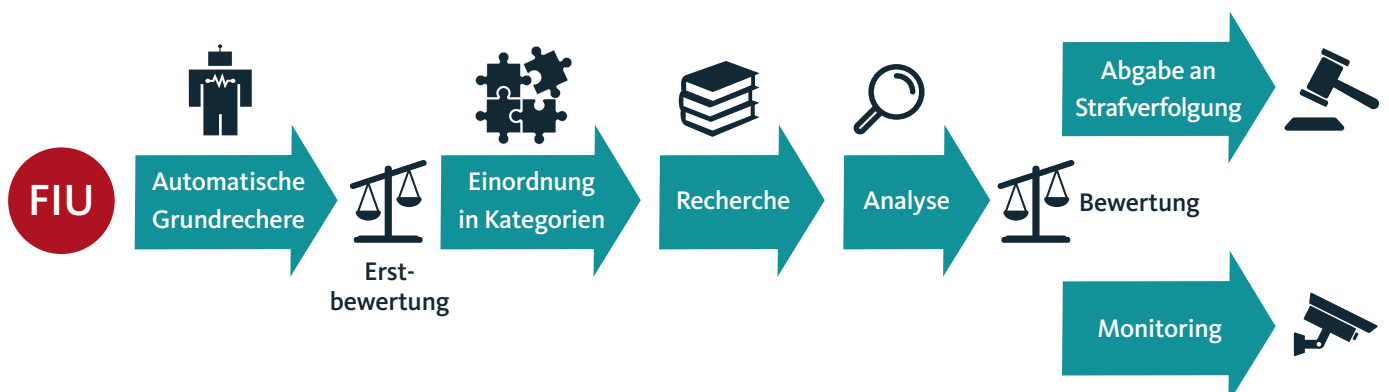 FIU
Automatische
Grundrechere
Erst-
bewertung
Einordnung
in Kategorien
Recherche
Analyse
Bewertung
Abgabe an
Strafverfolgung
Monitoring